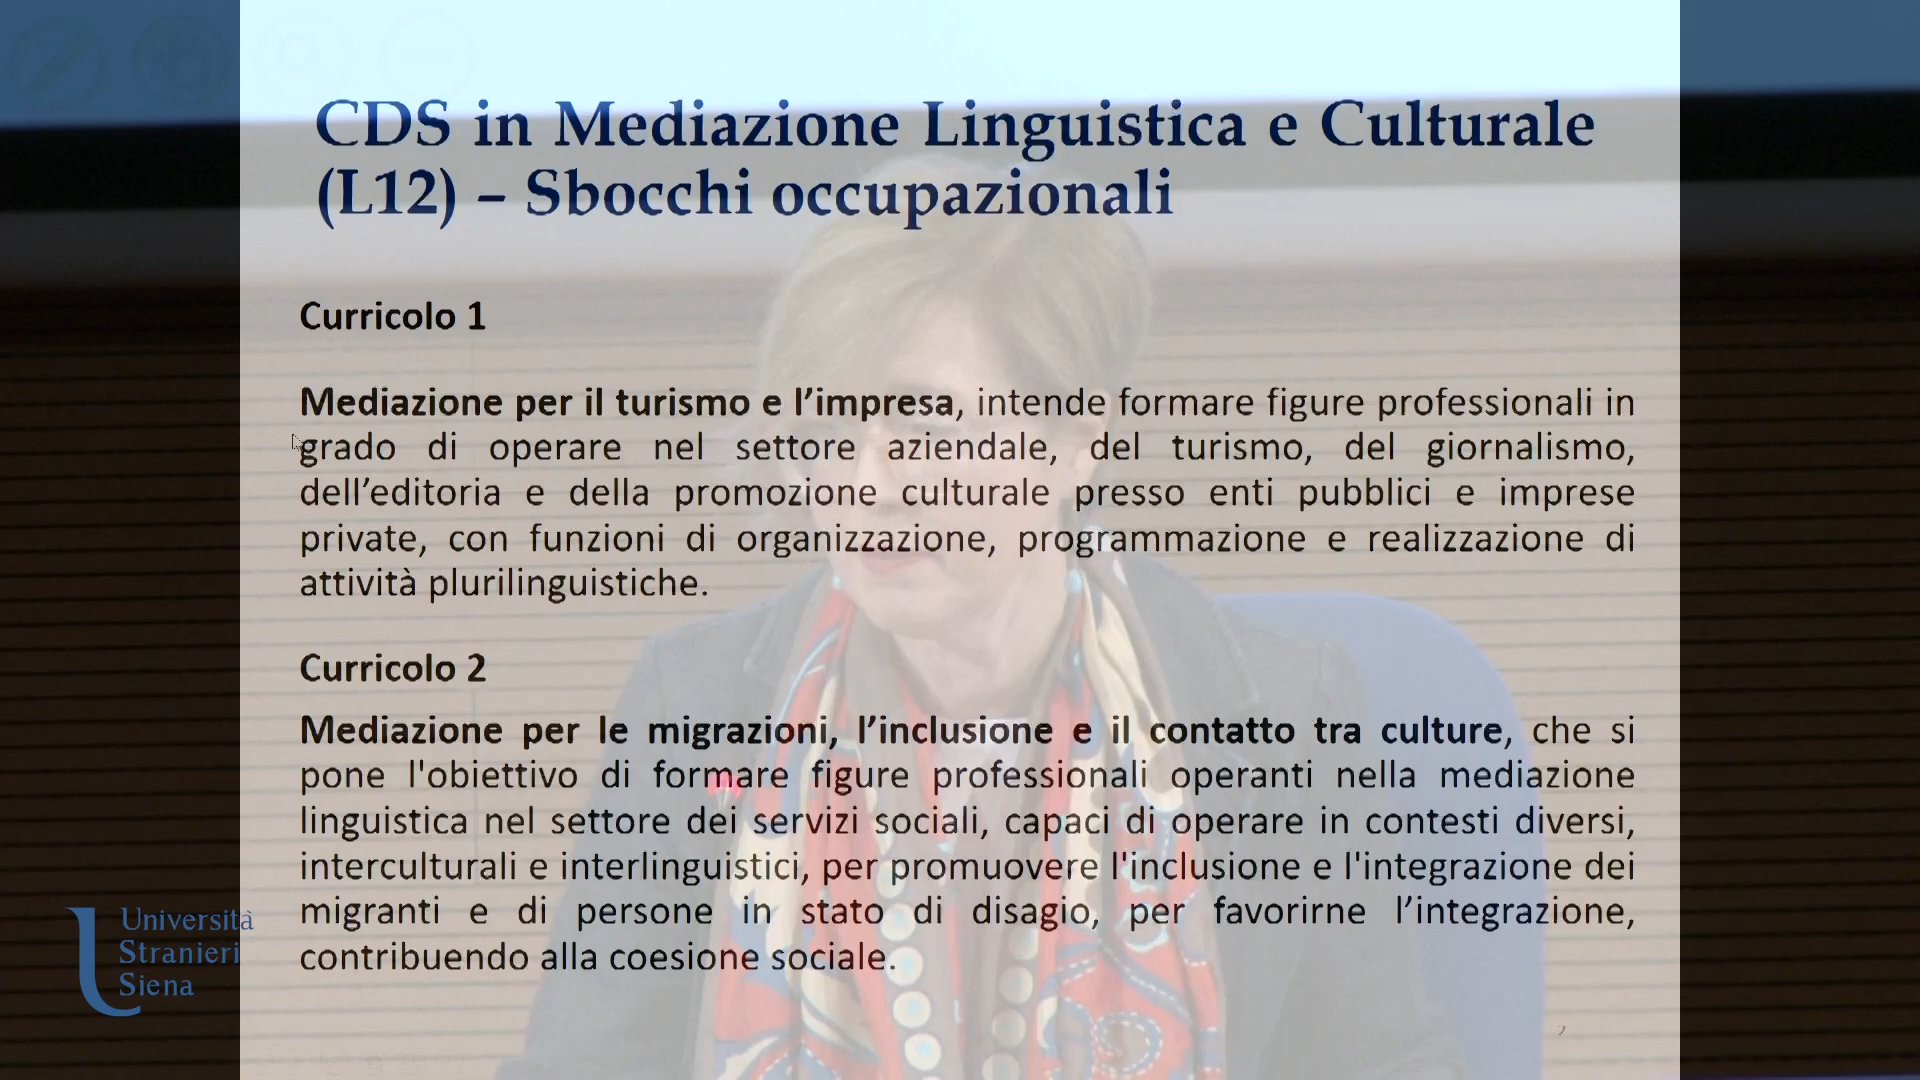 CDS in Mediazione Linguistica e Culturale
(L12) – Sbocchi occupazionali
Curricolo 1
Mediazione per il turismo e l’impresa, intende formare figure professionali in
grado di operare nel settore aziendale, del turismo, del giornalismo,
dell’editoria e della promozione culturale presso enti pubblici e imprese
private, con funzioni di organizzazione, programmazione e realizzazione di
attività plurilinguistiche.
Curricolo 2
Mediazione per le migrazioni, l’inclusione e il contatto tra culture, che si
pone l'obiettivo di formare figure professionali operanti nella mediazione
linguistica nel settore dei servizi sociali, capaci di operare in contesti diversi,
interculturali e interlinguistici, per promuovere l'inclusione e l'integrazione dei
migranti e di persone in stato di disagio, per favorirne l’integrazione,
contribuendo alla coesione sociale.
Università
Stranieri
Siena